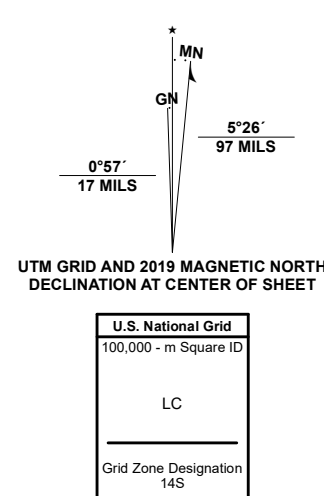 ★
MN
GN
5°26´
97 MILS
0°57´
17 MILS
UTM GRID AND 2019 MAGNETIC NORTH
DECLINATION AT CENTER OF SHEET
U.S. National Grid
100,000 - m Square ID
LC
Grid Zone Designation
14S